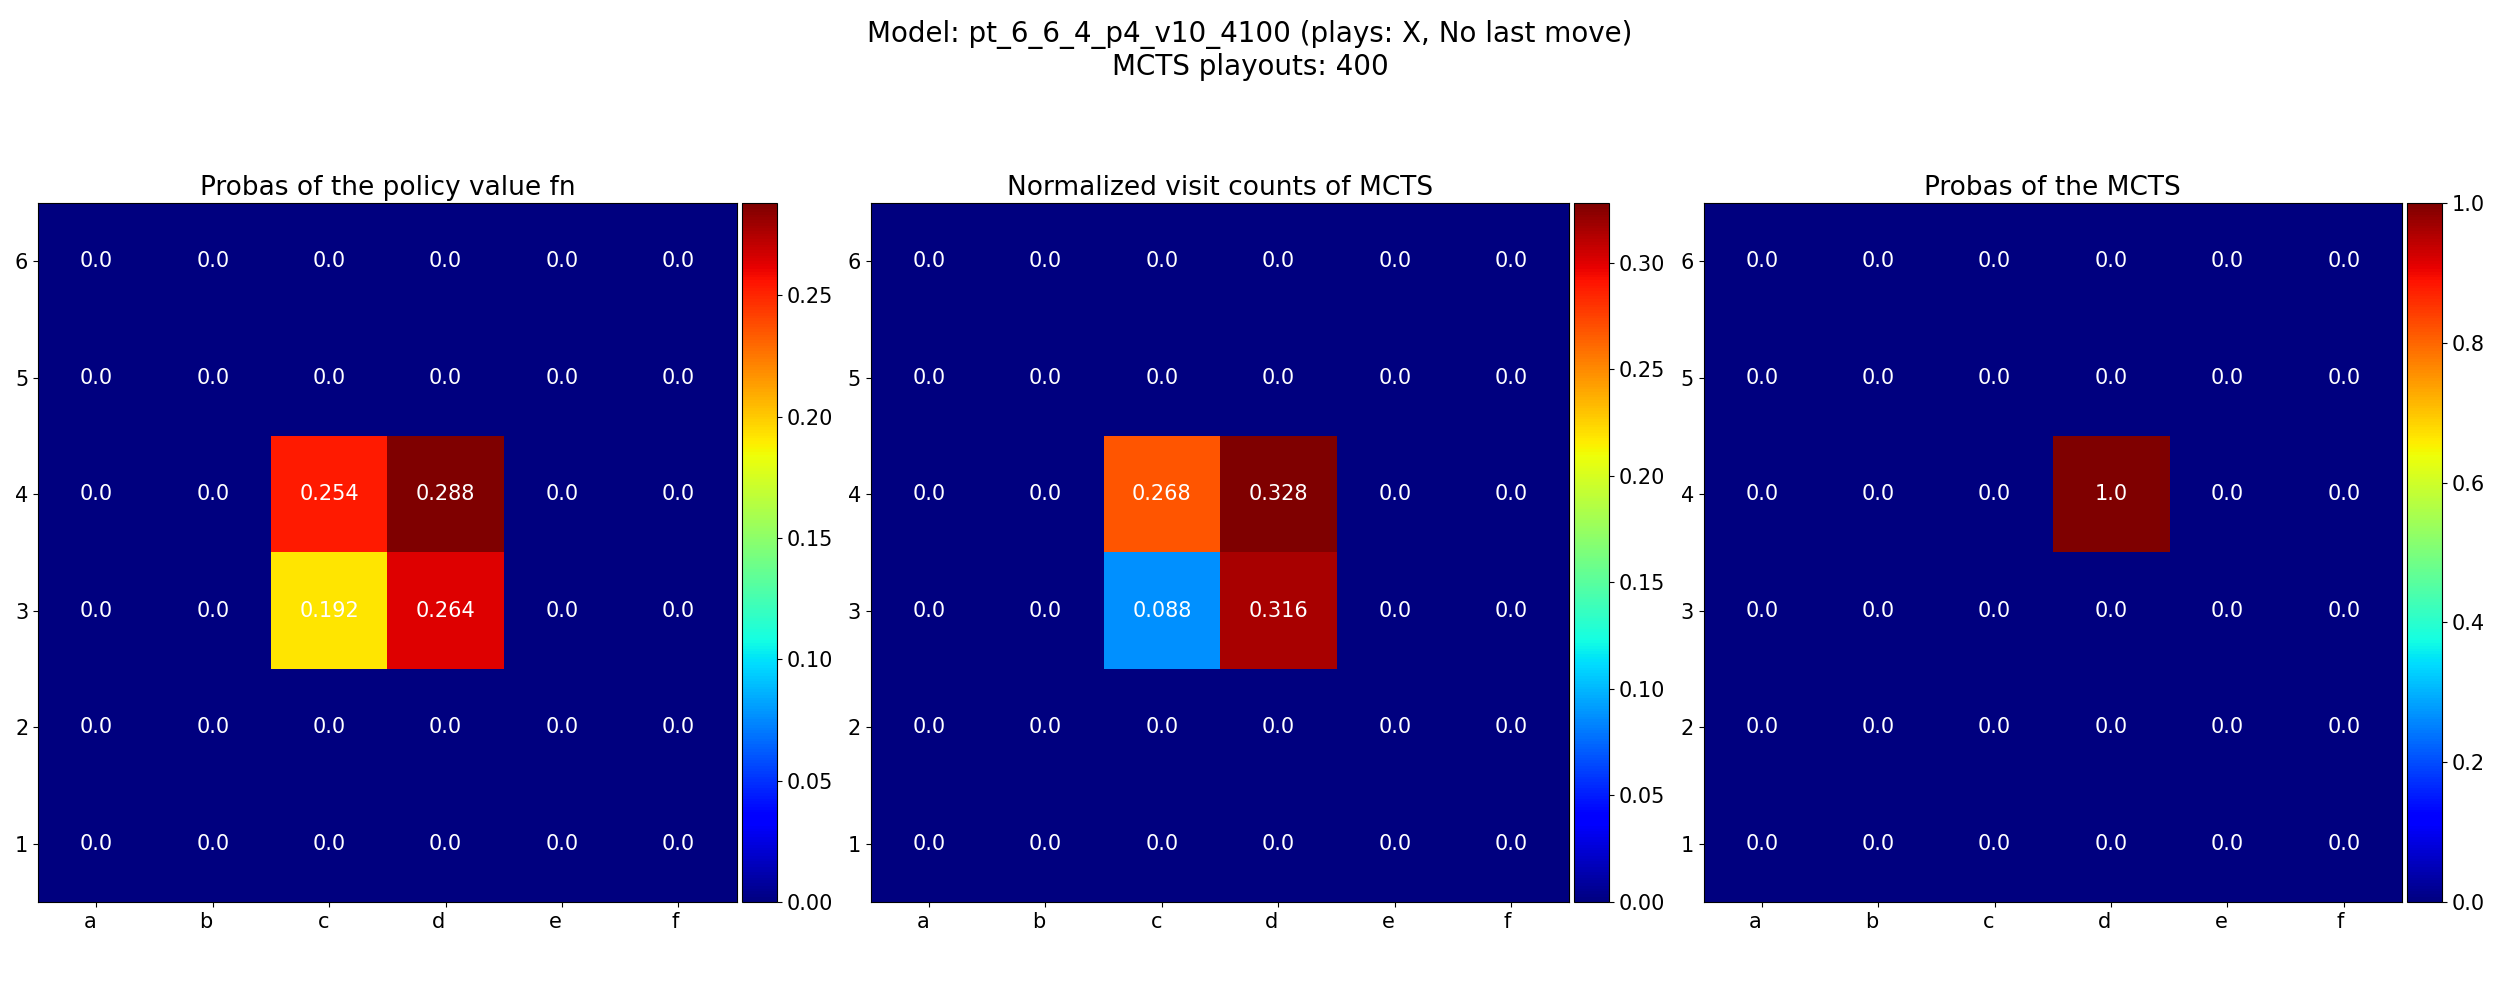 Model: pt_6_6_4_p4_v10_4100 (plays: X, No last move)
MCTS playouts: 400
Probas of the policy value fn
6 0.0 0.0 0.0 0.0 0.0 0.0
5 0.0 0.0 0.0 0.0 0.0 0.0
4 0.0 0.0 0.254 0.288 0.0 0.0
3 0.0 0.0 0.192 0.264 0.0 0.0
2 0.0 0.0 0.0 0.0 0.0 0.0
1 0.0 0.0 0.0 0.0 0.0 0.0
a b c d e f
0.25
0.20
0.15
0.10
0.05
0.00
Normalized visit counts of MCTS
6 0.0 0.0 0.0 0.0 0.0 0.0
5 0.0 0.0 0.0 0.0 0.0 0.0
4 0.0 0.0 0.268 0.328 0.0 0.0
3 0.0 0.0 0.088 0.316 0.0 0.0
2 0.0 0.0 0.0 0.0 0.0 0.0
1 0.0 0.0 0.0 0.0 0.0 0.0
a b c d e f
0.30
0.25
0.20
0.15
0.10
0.05
0.00
Probas of the MCTS
6 0.0 0.0 0.0 0.0 0.0 0.0
5 0.0 0.0 0.0 0.0 0.0 0.0
4 0.0 0.0 0.0 1.0 0.0 0.0
3 0.0 0.0 0.0 0.0 0.0 0.0
2 0.0 0.0 0.0 0.0 0.0 0.0
1 0.0 0.0 0.0 0.0 0.0 0.0
a b c d e f
1.0
0.8
0.6
0.4
0.2
0.0